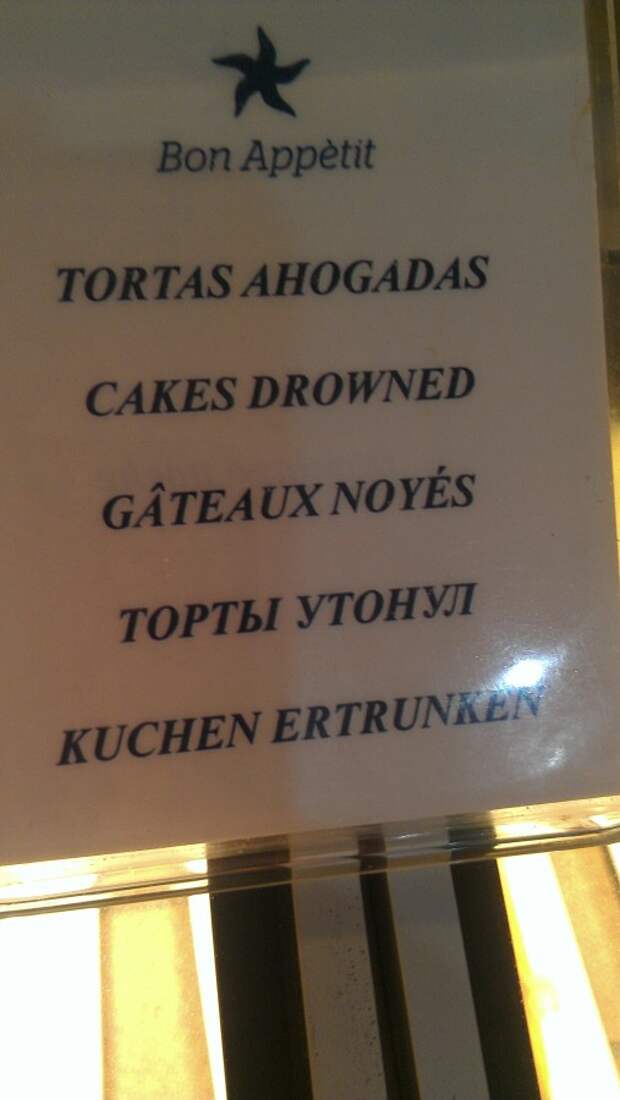 Bon Appètit
TORTAS AHOGADAS
CAKES DROWNED
GÂTEAUX NOYÉS
ТОРТЫ УТОНУЛ
KUCHEN ERTRUNKEN